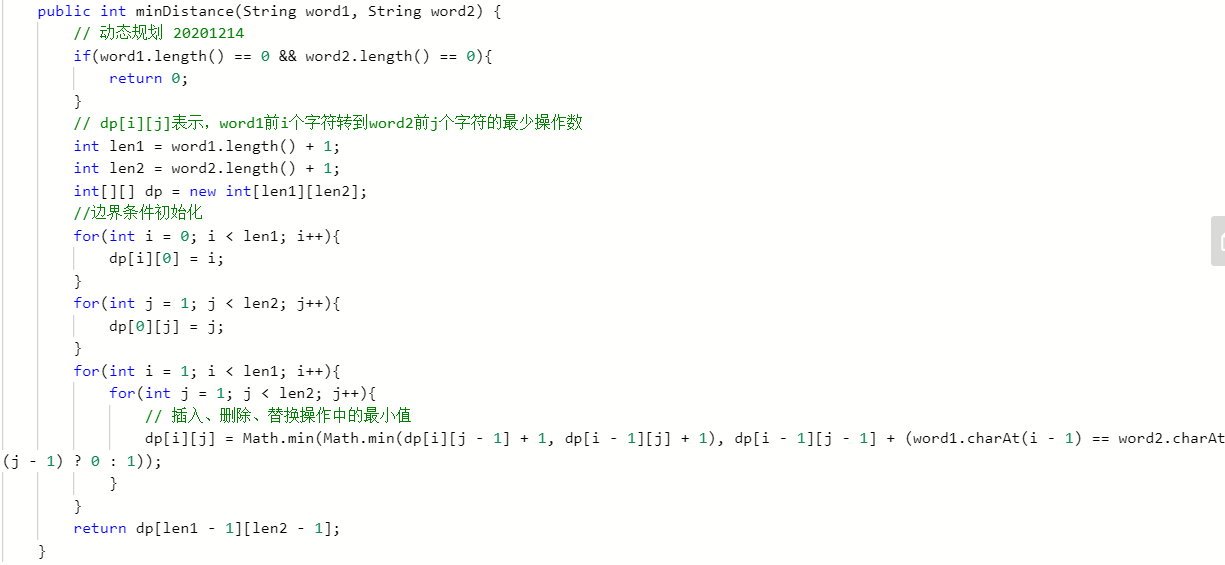 public int minDistance(String word1, String word2) {
// 动态规划 20201214
if(word1.length() == 0 && word2.length() == 0){
return 0;
}
// dp[i][j]表示，word1前i个字符转到word2前j个字符的最少操作数
int len1 = word1.length() + 1;
int len2 = word2.length() + 1;
int[][] dp = new int[len1][len2];
//边界条件初始化
for(int i = 0; i < len1; i++){
dp[i][0] = i;
}
for(int j = 1; j < len2; j++){
dp[0][j] = j;
}
for(int i = 1; i < len1; i++){
for(int j = 1; j < len2; j++){
// 插入、删除、替换操作中的最小值
dp[i][j] = Math.min(Math.min(dp[i][j - 1] + 1, dp[i - 1][j] + 1), dp[i - 1][j - 1] + (word1.charAt(i - 1) == word2.charAt
(j - 1) ? 0 : 1));
}
}
return dp[len1 - 1][len2 - 1];
}